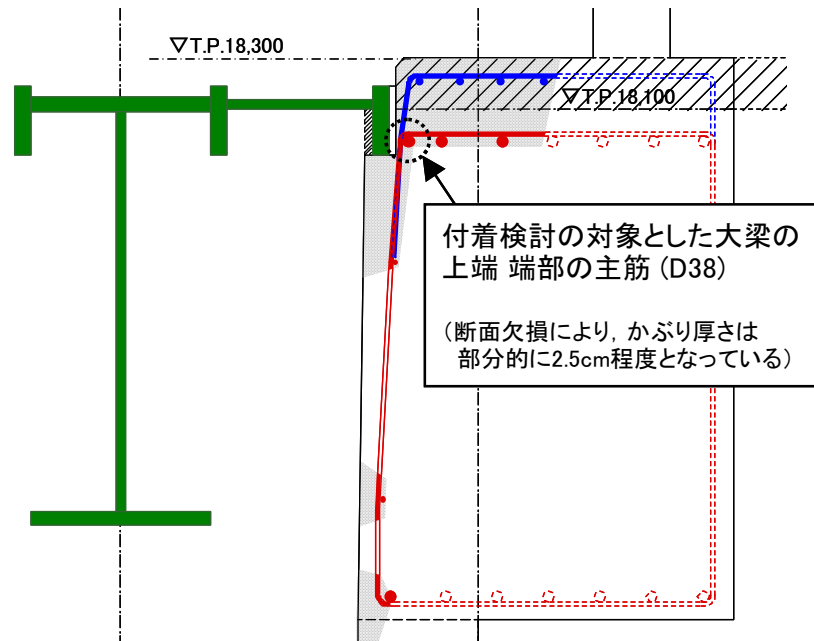 ▽T.P.18,300
▽T.P.18,100
付着検討の対象とした大梁の
上端 端部の主筋 (D38)
（断面欠損により, かぶり厚さは
部分的に2.5cm程度となっている）